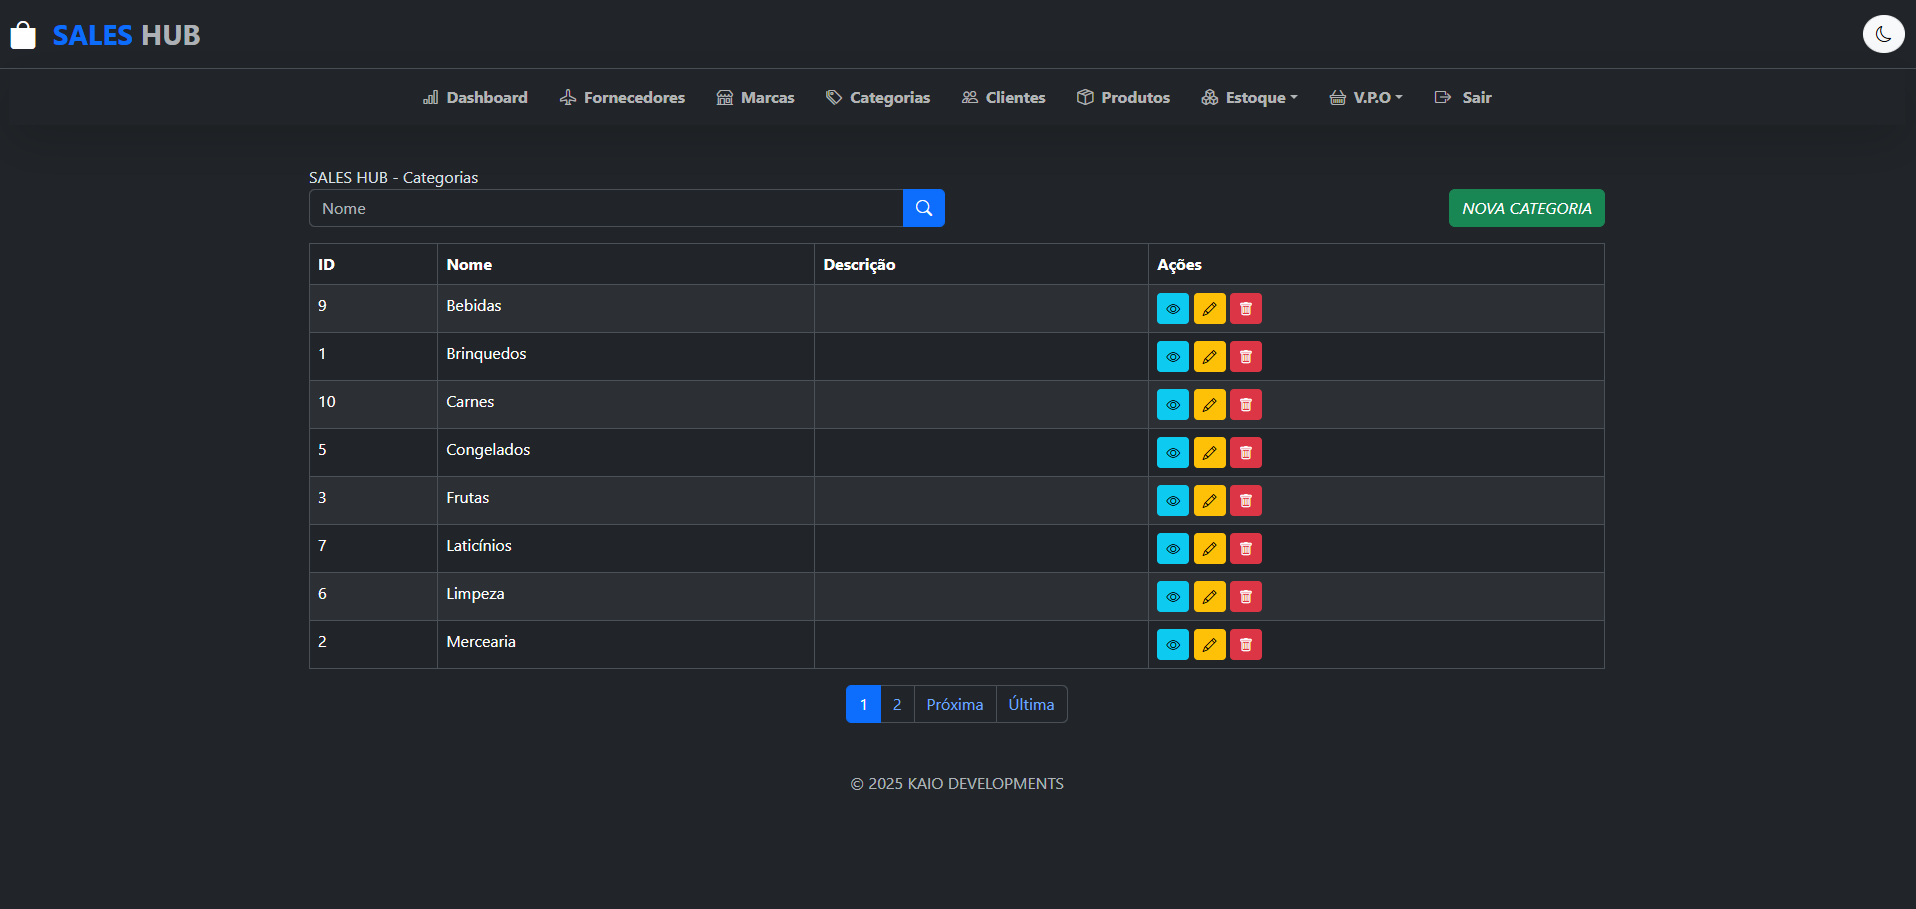 SALES HUB
Dashboard Fornecedores Marcas Categorias Clientes Produtos Estoque V.P.O Sair
SALES HUB - Categorias
Nome NOVA CATEGORIA
ID Nome Descrição Ações
9 Bebidas
1 Brinquedos
10 Carnes
5 Congelados
3 Frutas
7 Laticínios
6 Limpeza
2 Mercearia
1 2 Próxima Última
© 2025 KAIO DEVELOPMENTS